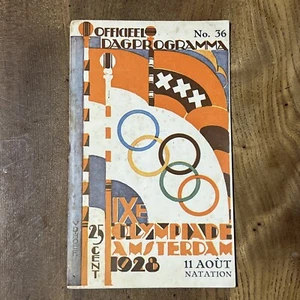 OFFICIEEL
DAGPROGRAMMA
No. 36
IXE
OLYMPIADE
AMSTERDAM
1928
25
CENT
11 AOÛT
NATATION